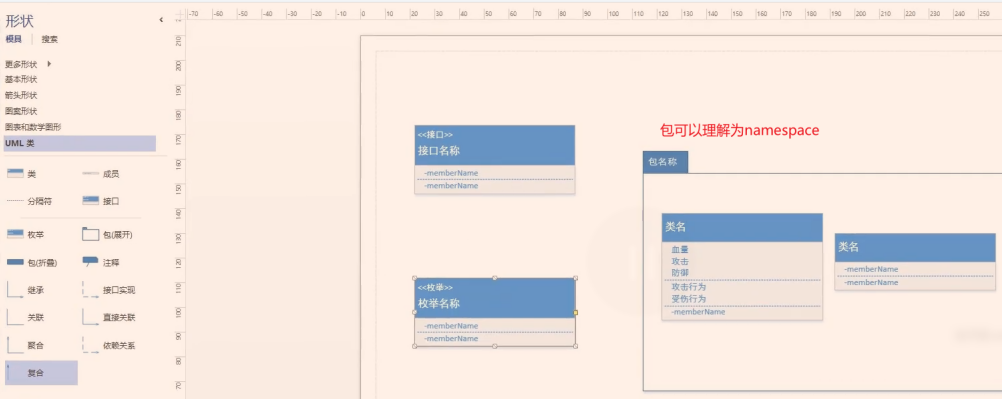 形状
模具 搜索
更多形状
基本形状
箭头形状
图案形状
图表和数学图形
UML 类
类 成员
分隔符 接口
枚举 包(展开)
包(折叠) 注释
继承 接口实现
关联 直接关联
聚合 依赖关系
复合
-70 -60 -50 -40 -30 -20 -10 0 10 20 30 40 50 60 70 80 90 100 110 120 130 140 150 160 170 180 190 200 210 220 230 240 250
210
200
190
180
170
160
150
140
130
120
110
100
90
80
70
<<接口>>
接口名称
-memberName
-memberName
<<枚举>>
枚举名称
-memberName
-memberName
包可以理解为namespace
包名称
类名
血量
攻击
防御
攻击行为
受伤行为
-memberName
类名
-memberName
-memberName